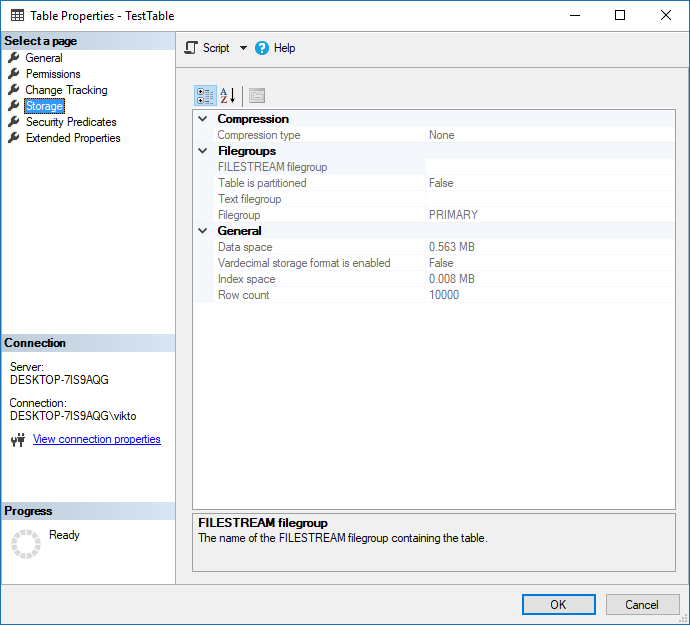 Table Properties - TestTable
Select a page
General
Permissions
Change Tracking
Storage
Security Predicates
Extended Properties
Connection
Server:
DESKTOP-7IS9AQG
Connection:
DESKTOP-7IS9AQG\vikto
View connection properties
Progress
Ready
Script
Help
Compression
Compression type None
Filegroups
FILESTREAM filegroup
Table is partitioned False
Text filegroup
Filegroup PRIMARY
General
Data space 0.563 MB
Vardecimal storage format is enabled False
Index space 0.008 MB
Row count 10000
FILESTREAM filegroup
The name of the FILESTREAM filegroup containing the table.
OK
Cancel